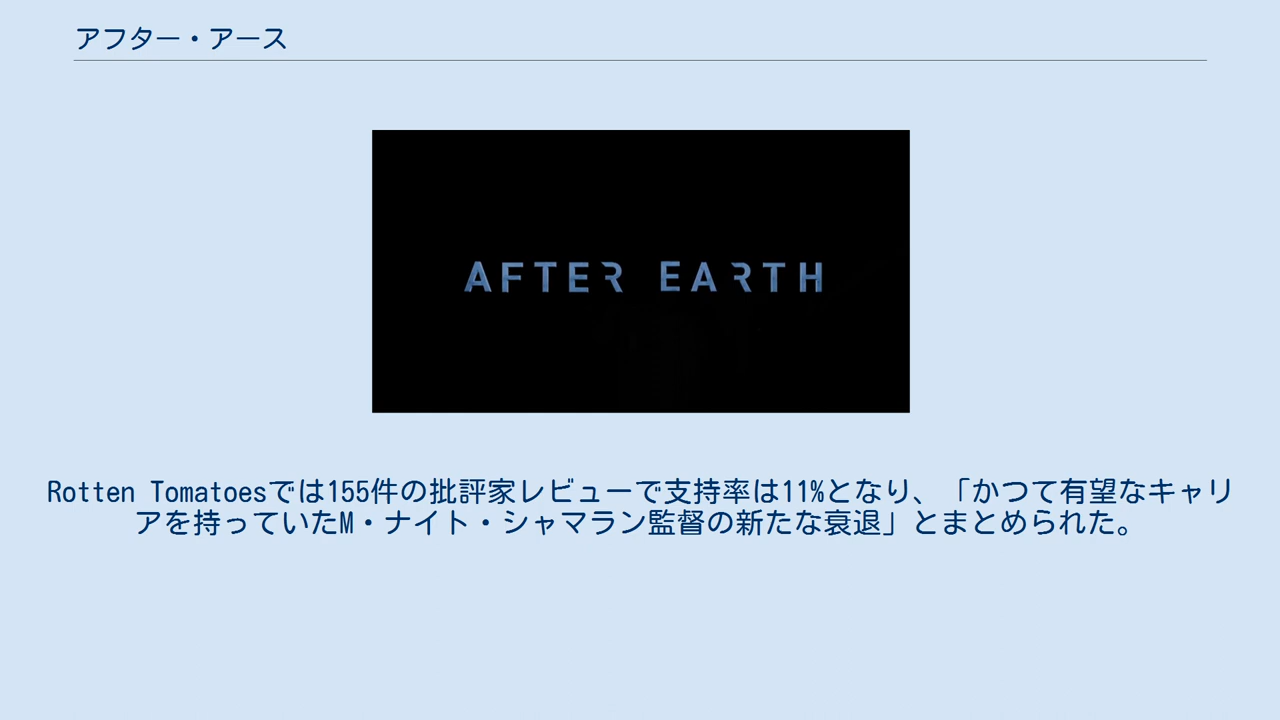 アフター・アース
AFTER EARTH
Rotten Tomatoesでは155件の批評家レビューで支持率は11%となり、「かつて有望なキャリ
アを持っていたM・ナイト・シャマラン監督の新たな衰退」とまとめられた。